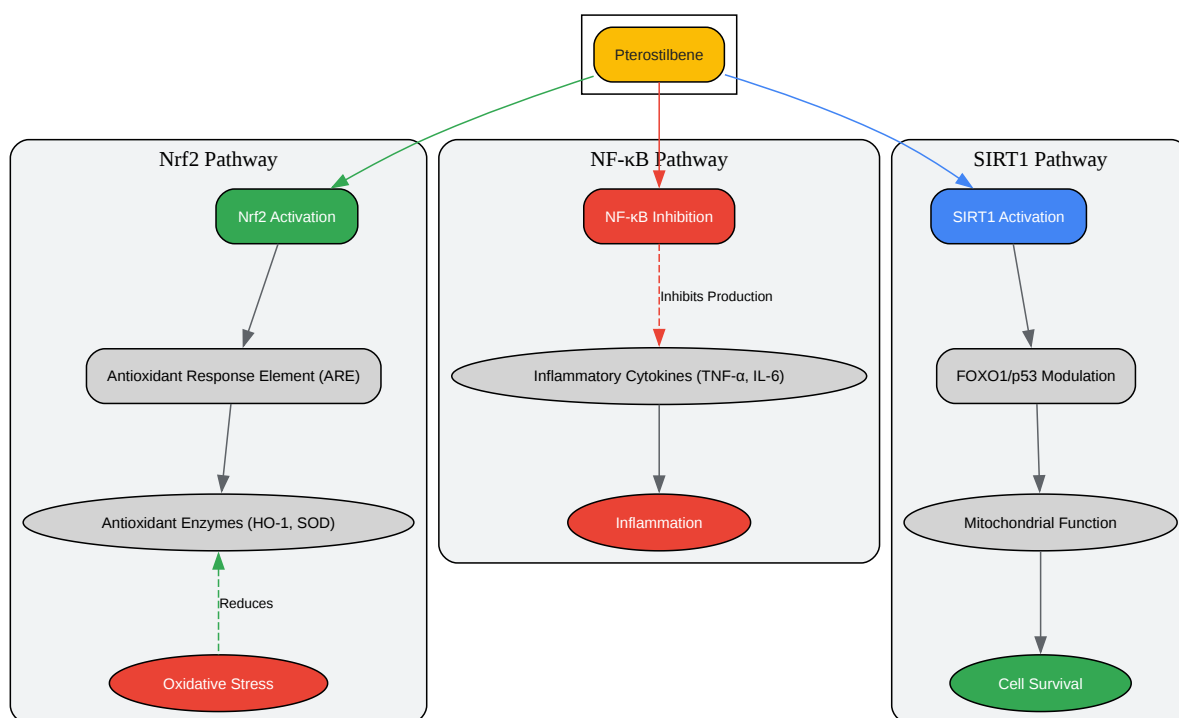 Pterostilbene
Nrf2 Pathway
NF-κB Pathway
SIRT1 Pathway
Nrf2 Activation
NF-κB Inhibition
SIRT1 Activation
Inhibits Production
Antioxidant Response Element (ARE)
Inflammatory Cytokines (TNF-α, IL-6)
FOXO1/p53 Modulation
Antioxidant Enzymes (HO-1, SOD)
Inflammation
Mitochondrial Function
Reduces
Oxidative Stress
Cell Survival